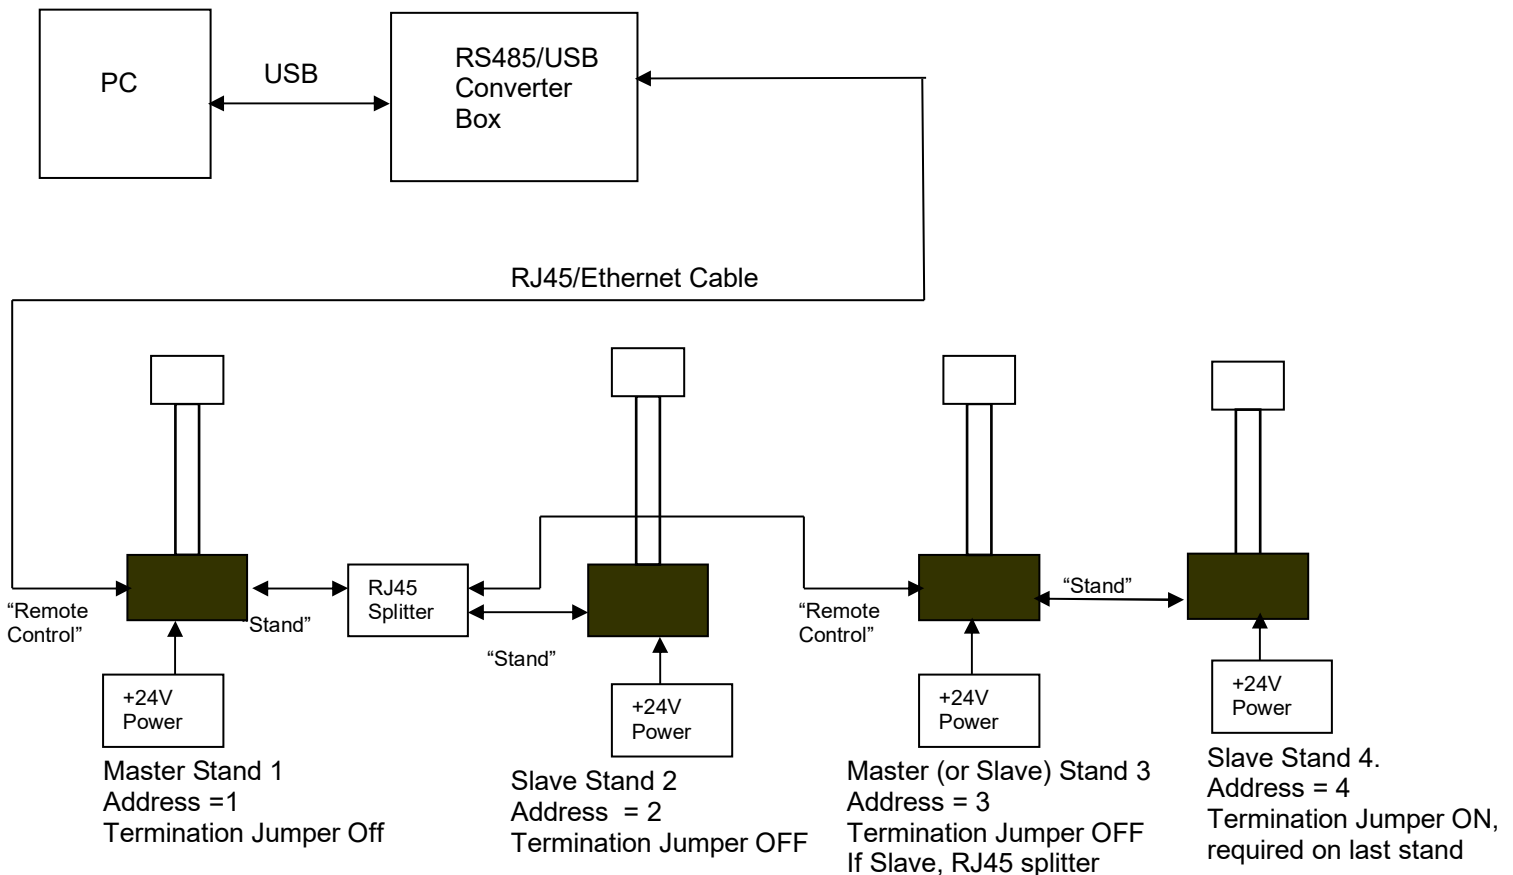 PC
USB
RS485/USB
Converter
Box
RJ45/Ethernet Cable
“Remote
Control”
Stand”
RJ45
Splitter
“Stand”
“Remote
Control”
“Stand”
+24V
Power
+24V
Power
+24V
Power
+24V
Power
Master Stand 1
Address =1
Termination Jumper Off
Slave Stand 2
Address  = 2
Termination Jumper OFF
Master (or Slave) Stand 3
Address = 3
Termination Jumper OFF
If Slave, RJ45 splitter
Slave Stand 4.
Address = 4
Termination Jumper ON,
required on last stand